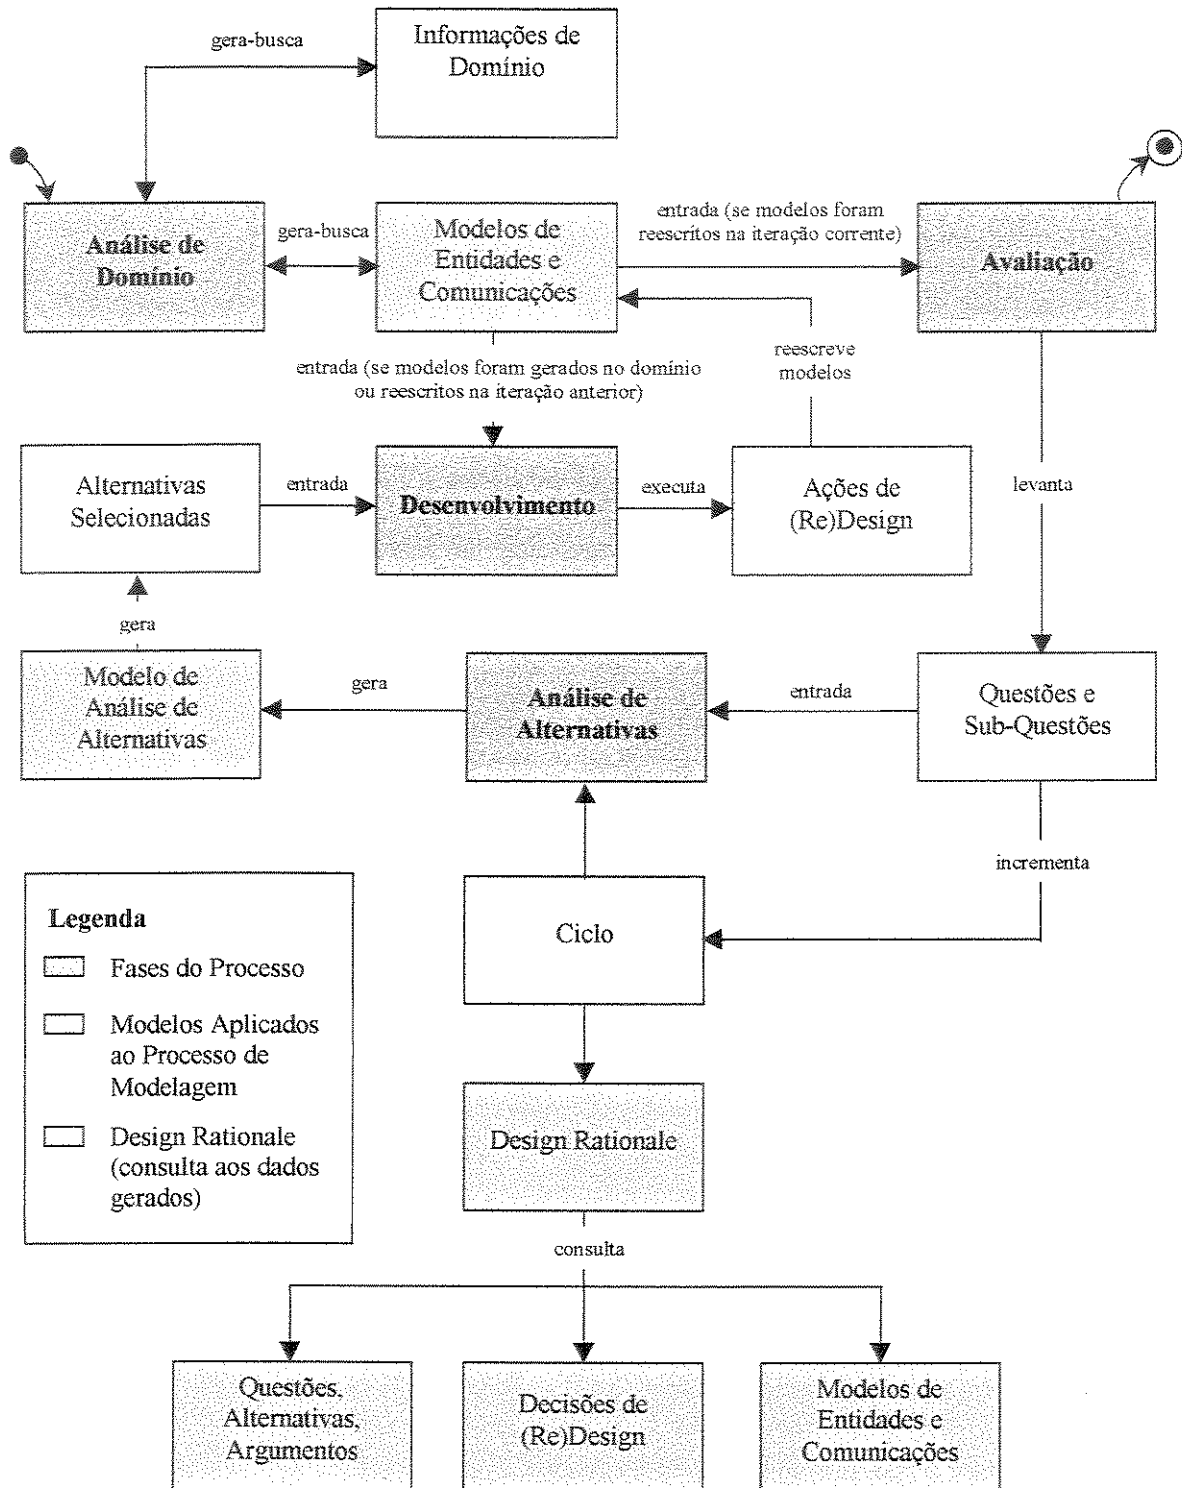 gera-busca
Informações de
Domínio
Análise de
Domínio
gera-busca
Modelos de
Entidades e
Comunicações
entrada (se modelos foram
reescritos na iteração corrente)
Avaliação
entrada (se modelos foram gerados no domínio
ou reescritos na iteração anterior)
reescreve
modelos
Alternativas
Selecionadas
entrada
Desenvolvimento
executa
Ações de
(Re)Design
levanta
gera
Modelo de
Análise de
Alternativas
gera
Análise de
Alternativas
entrada
Questões e
Sub-Questões
incrementa
Ciclo
Legenda
Fases do Processo
Modelos Aplicados
ao Processo de
Modelagem
Design Rationale
(consulta aos dados
gerados)
Design Rationale
consulta
Questões,
Alternativas,
Argumentos
Decisões de
(Re)Design
Modelos de
Entidades e
Comunicações